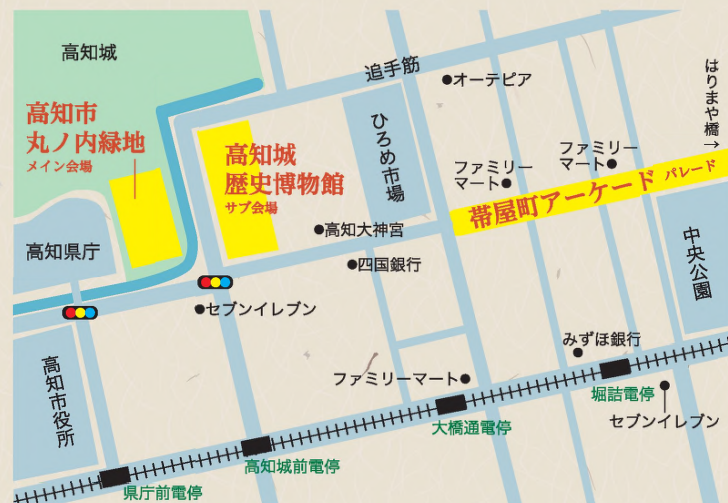 高知城
追手筋
オーテピア
はりまや橋→
高知市
丸ノ内緑地
メイン会場
高知城
歴史博物館
サブ会場
ひろめ市場
ファミリー
マート
ファミリー
マート
帯屋町アーケード パレード
高知大神宮
四国銀行
高知県庁
中央公園
セブンイレブン
みずほ銀行
高知市役所
ファミリーマート
堀詰電停
セブンイレブン
大橋通電停
高知城前電停
県庁前電停